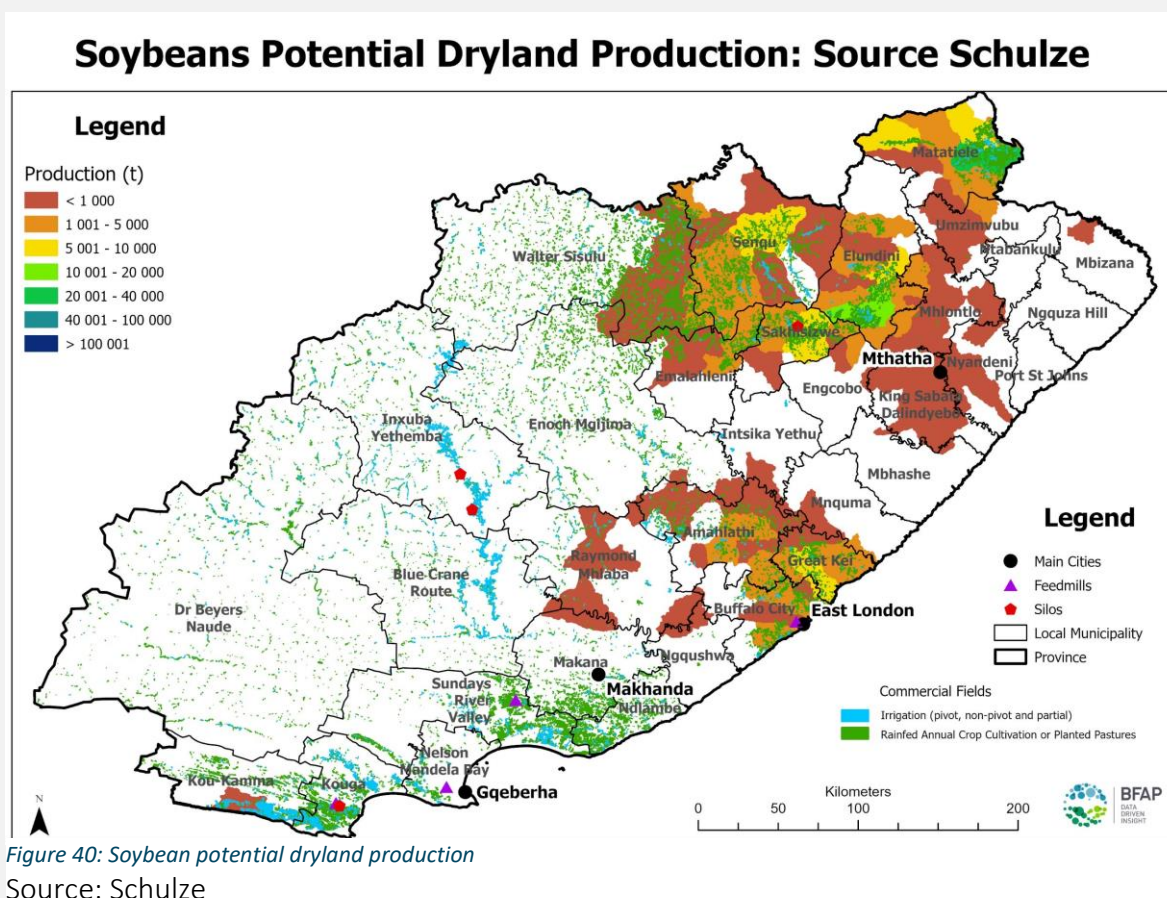 Soybeans Potential Dryland Production: Source Schulze
Legend
Production (t)
< 1 000
1 001 - 5 000
5 001 - 10 000
10 001 - 20 000
20 001 - 40 000
40 001 - 100 000
> 100 001
Matatiele
Umzimvubu
Ntabankulu
Mbizana
Walter Sisulu
Senqu
Elundini
Mhlontlo
Ngquza Hill
Sakhisizwe
Mthatha
Nyandeni
Port St Johns
Emalahleni
Engcobo
King Sabata
Dalindyebo
Inxuba
Yethemba
Enoch Mgijima
Intsika Yethu
Mbhashe
Mnquma
Amahlathi
Great Kei
Raymond
Mhlaba
Blue Crane
Route
Dr Beyers
Naude
Buffalo City
East London
Ngqushwa
Makana
Makhanda
Ndlambe
Sundays
River
Valley
Nelson
Mandela Bay
Gqeberha
Kou-Kamma
Kouga
Legend
Main Cities
Feedmills
Silos
Local Municipality
Province
Commercial Fields
Irrigation (pivot, non-pivot and partial)
Rainfed Annual Crop Cultivation or Planted Pastures
N
Kilometers
0 50 100 200
BFAP
DATA
DRIVEN
INSIGHT
Figure 40: Soybean potential dryland production
Source: Schulze